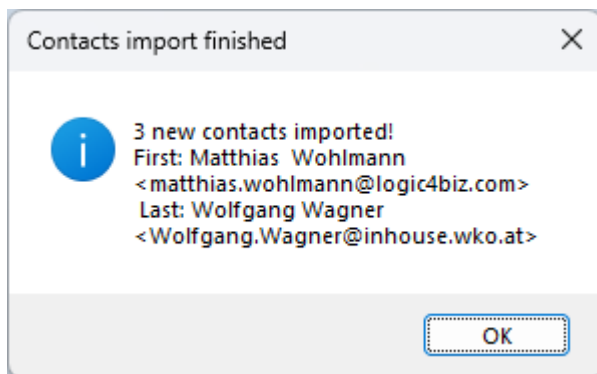 Contacts import finished
3 new contacts imported!
First: Matthias  Wohlmann
<matthias.wohlmann@logic4biz.com>
 Last: Wolfgang Wagner
<Wolfgang.Wagner@inhouse.wko.at>
OK